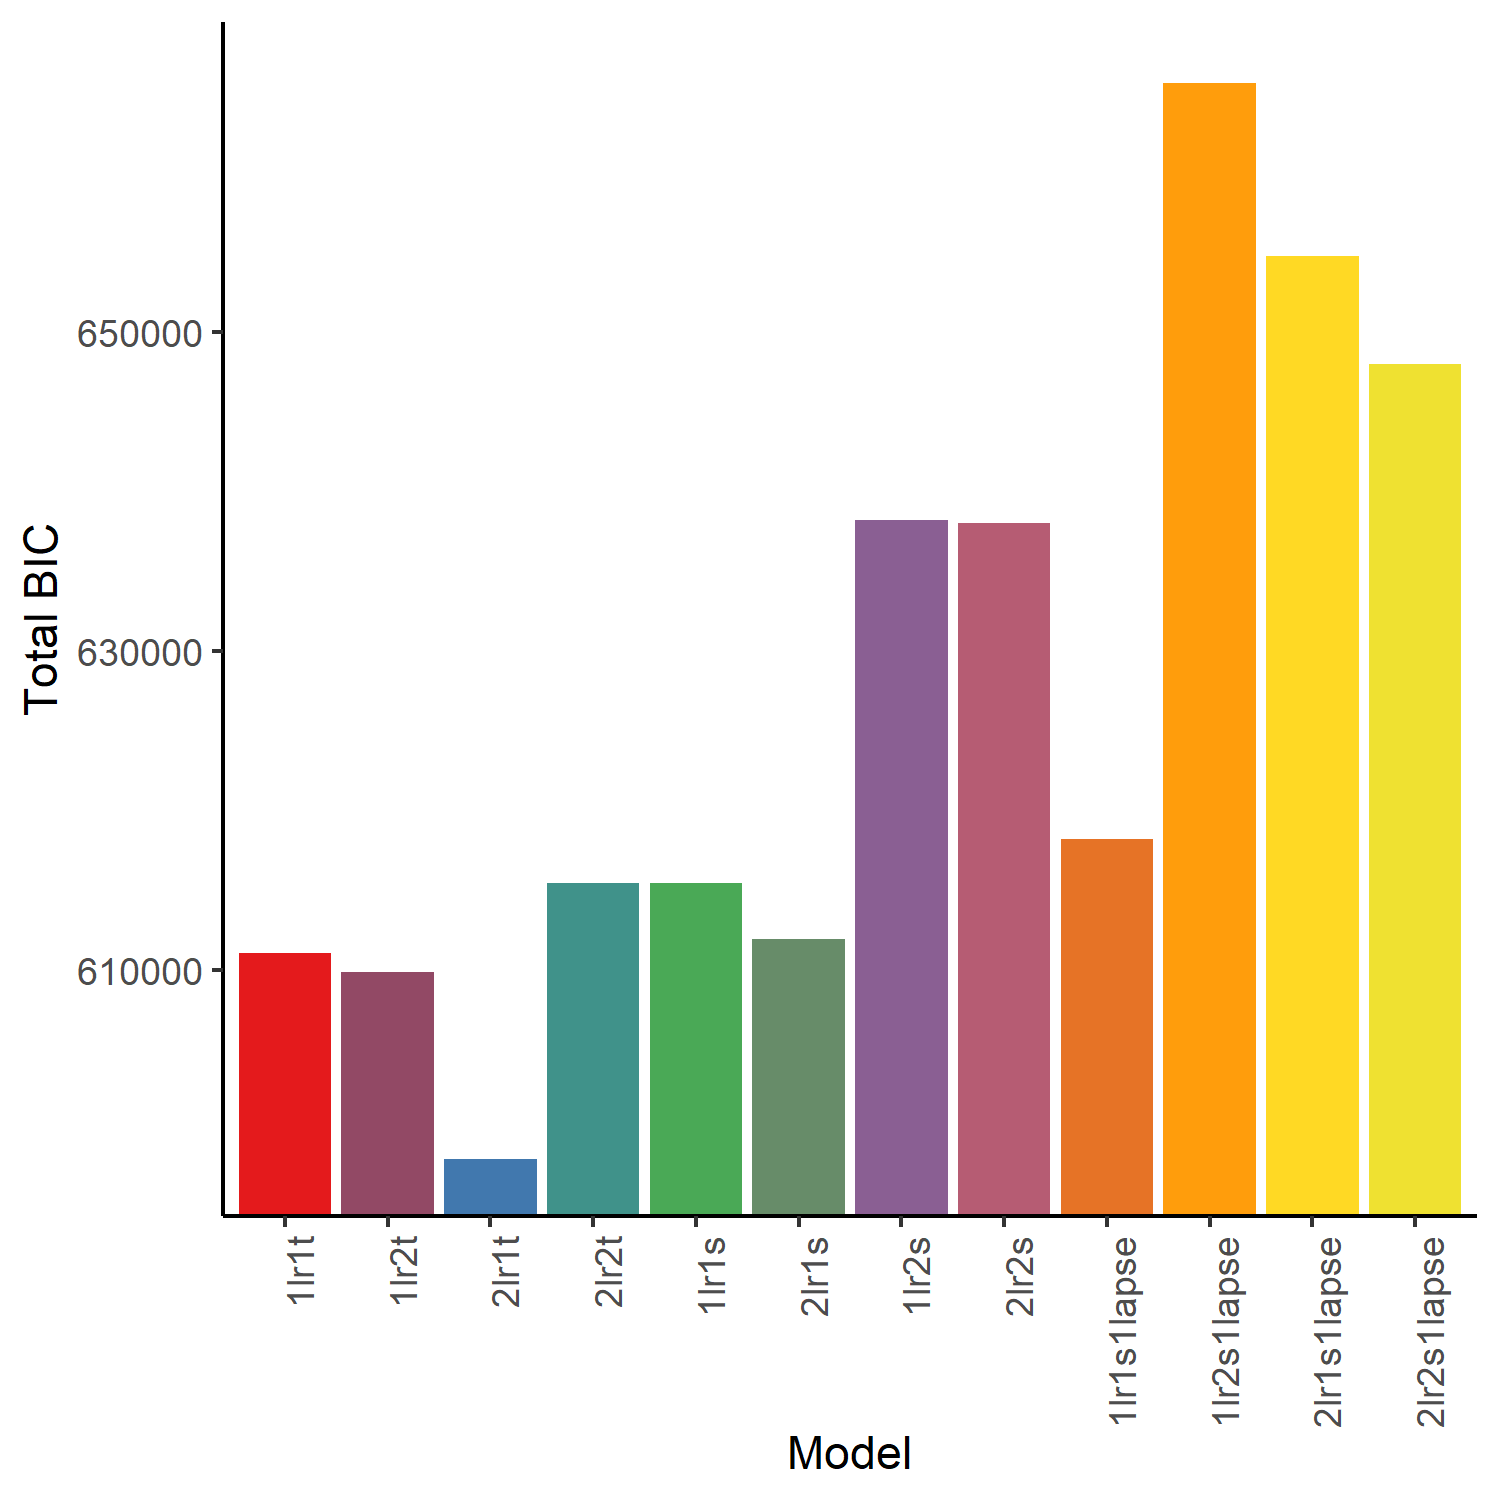 Total BIC
650000
630000
610000
1lr1t
1lr2t
2lr1t
2lr2t
1lr1s
2lr1s
1lr2s
2lr2s
1lr1s1lapse
1lr2s1lapse
2lr1s1lapse
2lr2s1lapse
Model